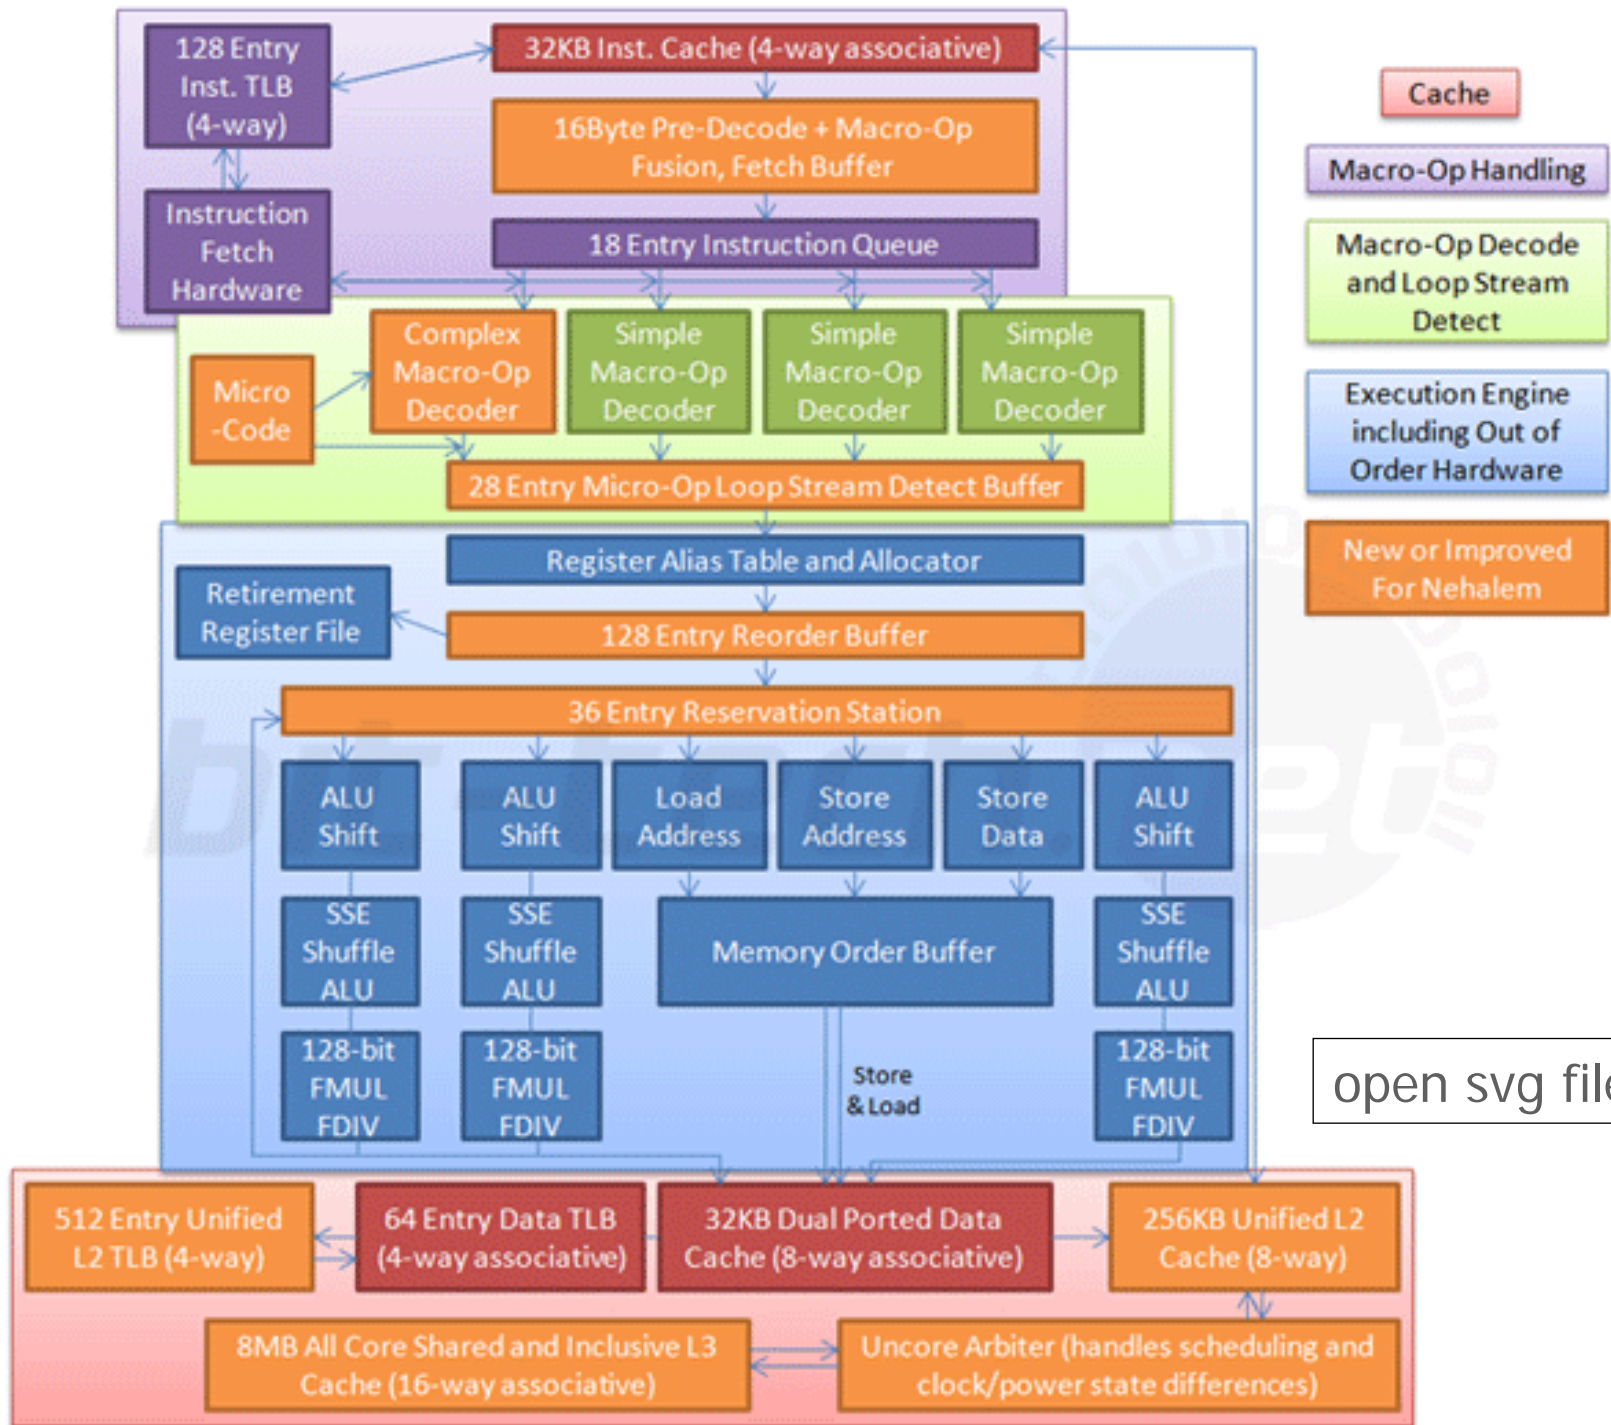 128 Entry
Inst. TLB
(4-way)
32KB Inst. Cache (4-way associative)
16Byte Pre-Decode + Macro-Op
Fusion, Fetch Buffer
Instruction
Fetch
Hardware
18 Entry Instruction Queue
Micro
-Code
Complex
Macro-Op
Decoder
Simple
Macro-Op
Decoder
Simple
Macro-Op
Decoder
Simple
Macro-Op
Decoder
28 Entry Micro-Op Loop Stream Detect Buffer
Register Alias Table and Allocator
Retirement
Register File
128 Entry Reorder Buffer
36 Entry Reservation Station
ALU
Shift
ALU
Shift
Load
Address
Store
Address
Store
Data
ALU
Shift
SSE
Shuffle
ALU
SSE
Shuffle
ALU
Memory Order Buffer
SSE
Shuffle
ALU
128-bit
FMUL
FDIV
128-bit
FMUL
FDIV
Store
& Load
128-bit
FMUL
FDIV
512 Entry Unified
L2 TLB (4-way)
64 Entry Data TLB
(4-way associative)
32KB Dual Ported Data
Cache (8-way associative)
256KB Unified L2
Cache (8-way)
8MB All Core Shared and Inclusive L3
Cache (16-way associative)
Uncore Arbiter (handles scheduling and
clock/power state differences)
Cache
Macro-Op Handling
Macro-Op Decode
and Loop Stream
Detect
Execution Engine
including Out of
Order Hardware
New or Improved
For Nehalem
open svg file
bit-tech.net